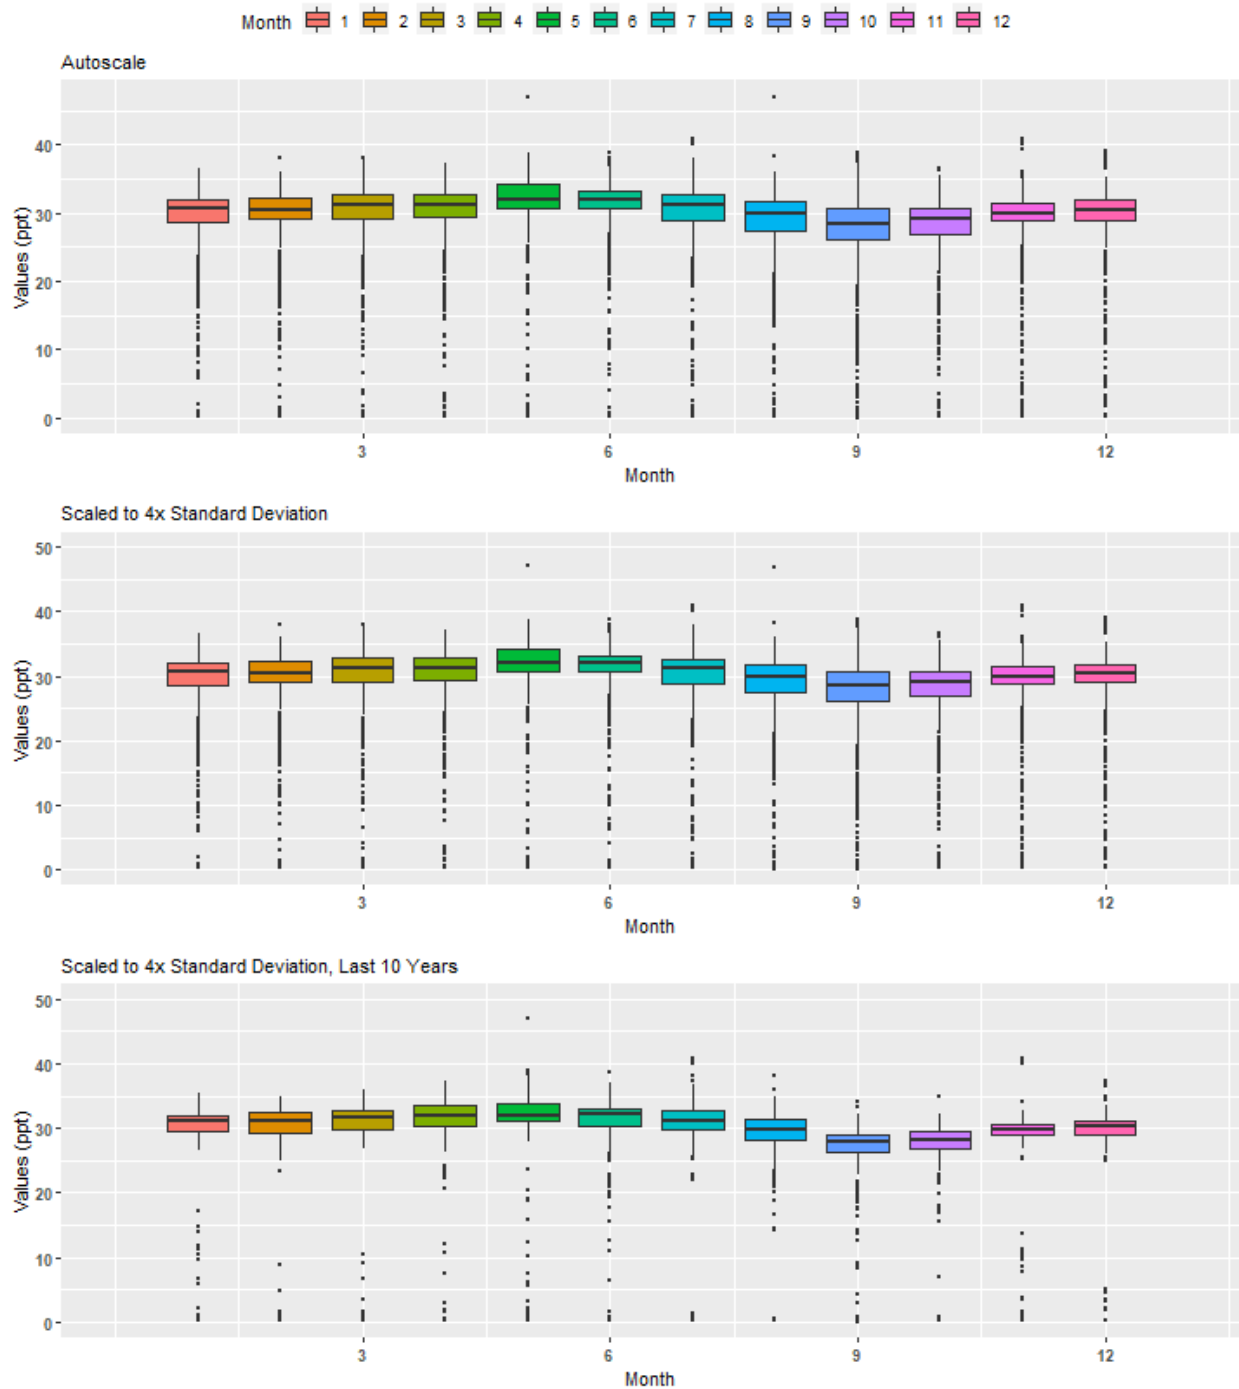 Month 1 2 3 4 5 6 7 8 9 10 11 12
Autoscale
Values (ppt)
40
30
20
10
0
3 6 9 12
Month
Scaled to 4x Standard Deviation
Values (ppt)
50
40
30
20
10
0
3 6 9 12
Month
Scaled to 4x Standard Deviation, Last 10 Years
Values (ppt)
50
40
30
20
10
0
3 6 9 12
Month